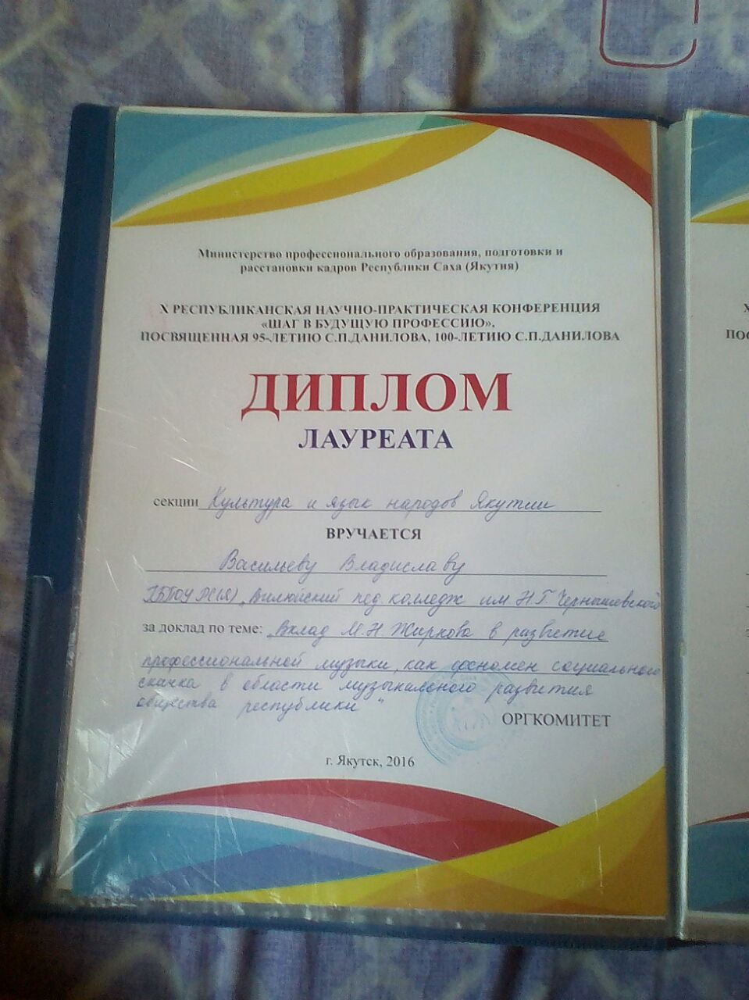 Министерство профессионального образования, подготовки и
расстановки кадров Республики Саха (Якутия)
X РЕСПУБЛИКАНСКАЯ НАУЧНО-ПРАКТИЧЕСКАЯ КОНФЕРЕНЦИЯ
«ШАГ В БУДУЩУЮ ПРОФЕССИЮ»,
ПОСВЯЩЕННАЯ 95-ЛЕТИЮ С.П.ДАНИЛОВА, 100-ЛЕТИЮ С.П.ДАНИЛОВА
ДИПЛОМ
ЛАУРЕАТА
секции Культура и язык народов Якутии
ВРУЧАЕТСЯ
Васильеву Владиславу
ГБПОУ РС(Я) „Вилюйский пед. колледж им Н.Г. Чернышевского
за доклад по теме: „Вклад М.Н. Жиркова в развитие
профессиональной музыки, как феномен социального
скачка в области музыкального развития
общества республики"
ОРГКОМИТЕТ
г. Якутск, 2016
X
ПОС